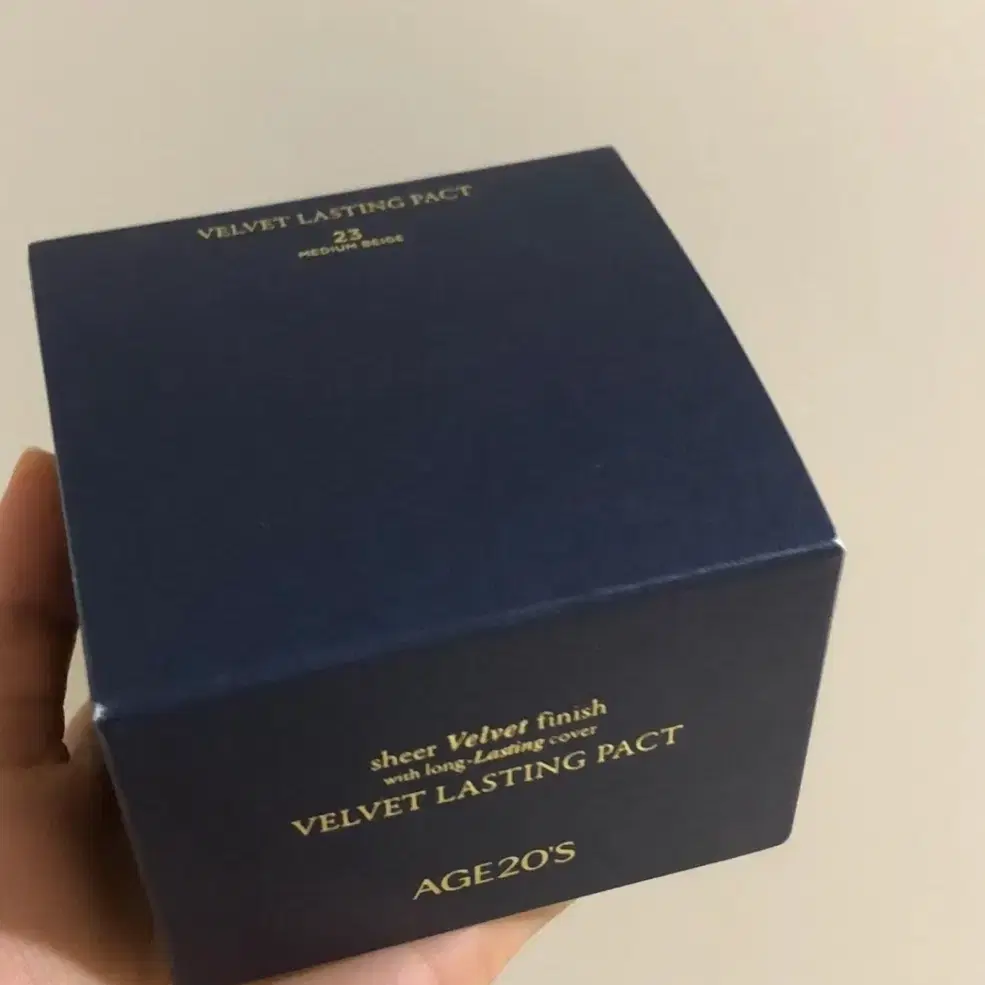 VELVET LASTING PACT
23
MEDIUM BEIGE
sheer Velvet finish
with long-Lasting cover
VELVET LASTING PACT
AGE20'S